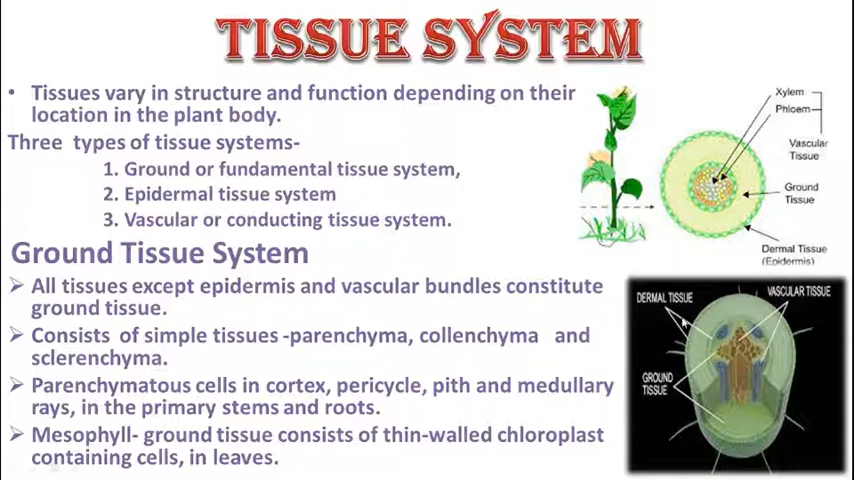 TISSUE SYSTEM
• Tissues vary in structure and function depending on their
location in the plant body.
Three types of tissue systems-
1. Ground or fundamental tissue system,
2. Epidermal tissue system
3. Vascular or conducting tissue system.
Ground Tissue System
➢ All tissues except epidermis and vascular bundles constitute
ground tissue.
➢ Consists of simple tissues -parenchyma, collenchyma and
sclerenchyma.
➢ Parenchymatous cells in cortex, pericycle, pith and medullary
rays, in the primary stems and roots.
➢ Mesophyll- ground tissue consists of thin-walled chloroplast
containing cells, in leaves.
Xylem
Phloem
Vascular
Tissue
Ground
Tissue
Dermal Tissue
(Epidermis)
DERMAL TISSUE
VASCULAR TISSUE
GROUND
TISSUE